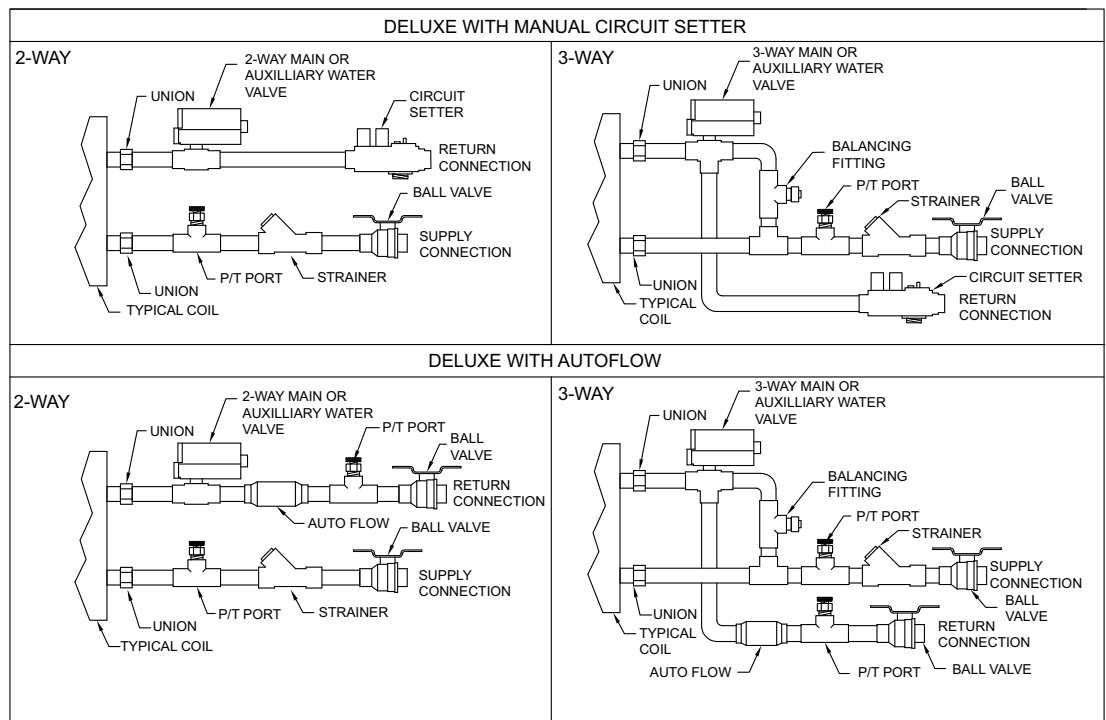 DELUXE WITH MANUAL CIRCUIT SETTER
2-WAY
2-WAY MAIN OR
AUXILLIARY WATER
VALVE
UNION
CIRCUIT
SETTER
RETURN
CONNECTION
BALL VALVE
SUPPLY
CONNECTION
P/T PORT
STRAINER
UNION
TYPICAL COIL
3-WAY
3-WAY MAIN OR
AUXILLIARY WATER
VALVE
UNION
BALANCING
FITTING
P/T PORT
STRAINER
BALL
VALVE
SUPPLY
CONNECTION
UNION
TYPICAL
COIL
CIRCUIT SETTER
RETURN
CONNECTION
DELUXE WITH AUTOFLOW
2-WAY
2-WAY MAIN OR
AUXILLIARY WATER
VALVE
UNION
P/T PORT
BALL
VALVE
RETURN
CONNECTION
AUTO FLOW
BALL VALVE
SUPPLY
CONNECTION
P/T PORT
STRAINER
UNION
TYPICAL COIL
3-WAY
3-WAY MAIN OR
AUXILLIARY WATER
VALVE
UNION
BALANCING
FITTING
P/T PORT
STRAINER
SUPPLY
CONNECTION
BALL
VALVE
UNION
TYPICAL
COIL
RETURN
CONNECTION
AUTO FLOW
P/T PORT
BALL VALVE